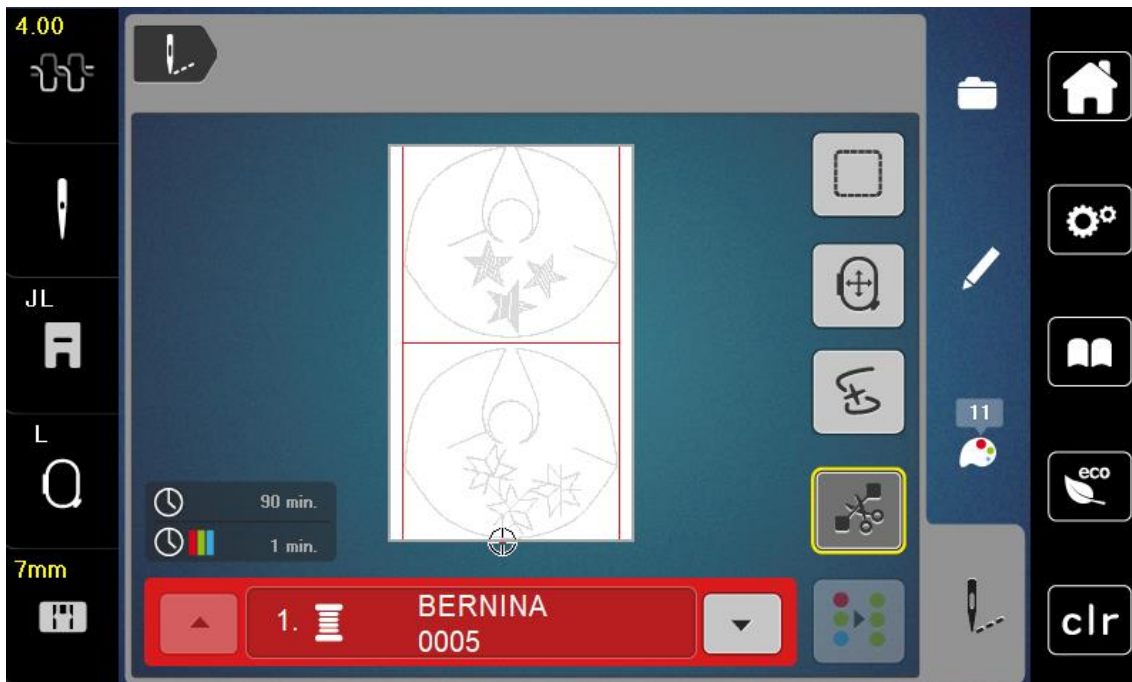 4.00
JL
L
7mm
90 min.
1 min.
1.
BERNINA
0005
11
eco
clr